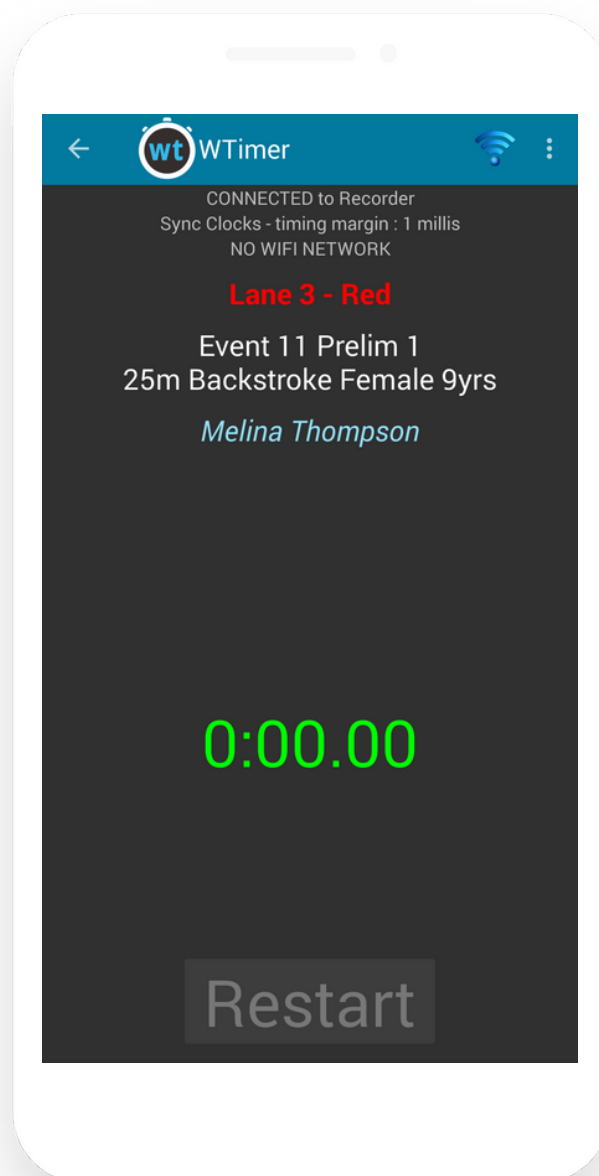 wt WTimer
CONNECTED to Recorder
Sync Clocks - timing margin : 1 millis
NO WIFI NETWORK
Lane 3 - Red
Event 11 Prelim 1
25m Backstroke Female 9yrs
Melina Thompson
0:00.00
Restart